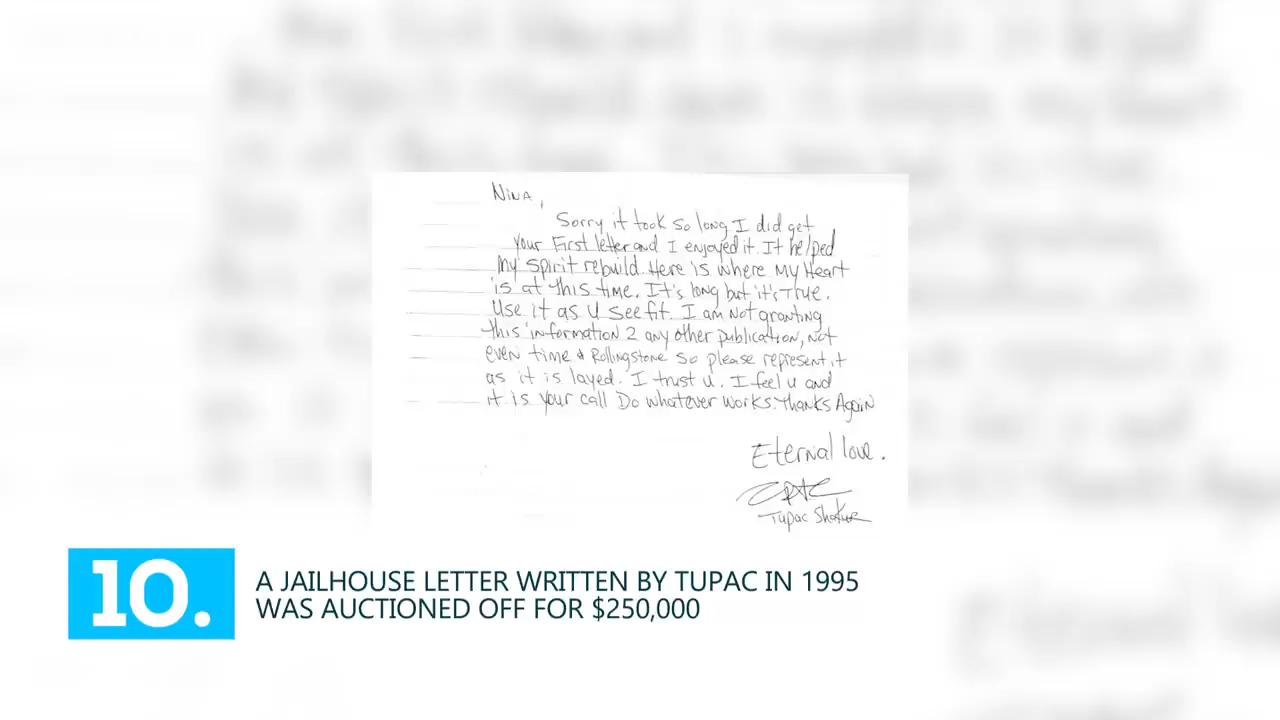 Nina,
Sorry it took so long I did get
your First letter and I enjoyed it. It helped
my spirit rebuild. Here is where my Heart
is at this time. It's long but it's True.
Use it as U see fit. I am not granting
this information 2 any other publication, not
even time & Rollingstone so please represent it
as it is layed. I trust u. I feel u and
it is your call Do whatever works. Thanks Again
Eternal love.
Tupac Shakur
10.
A JAILHOUSE LETTER WRITTEN BY TUPAC IN 1995
WAS AUCTIONED OFF FOR $250,000